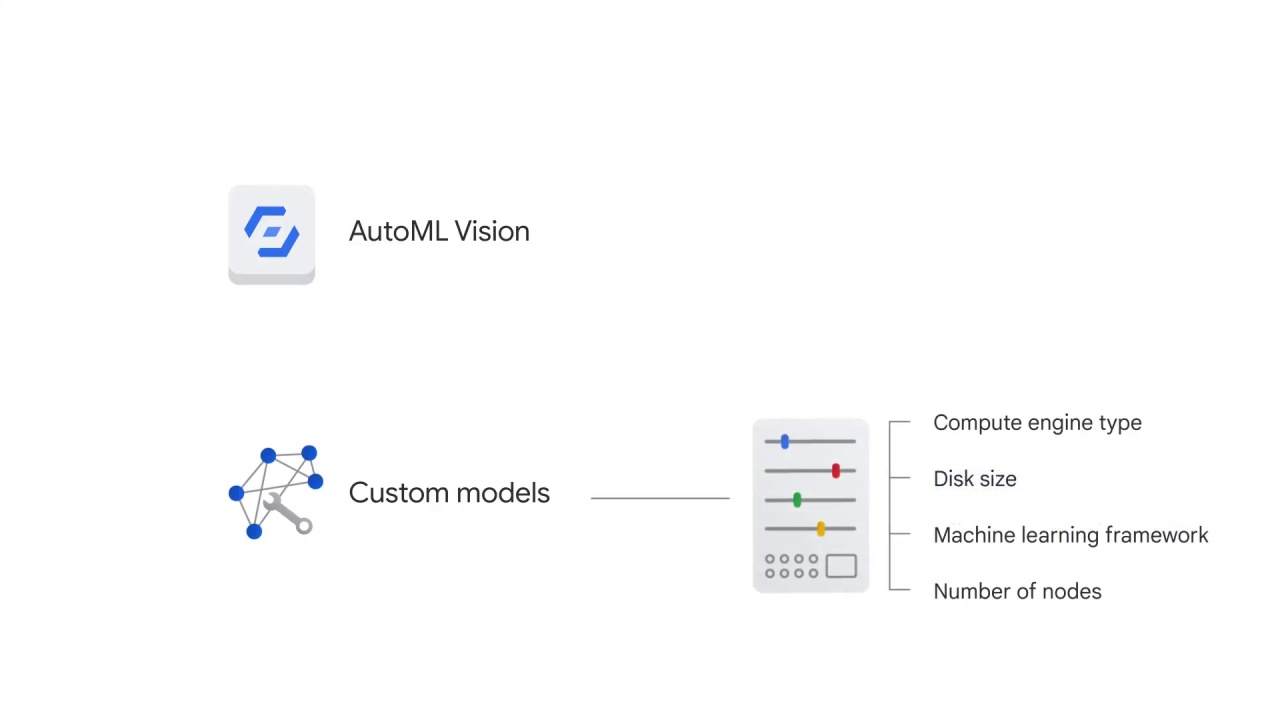 AutoML Vision
Custom models
Compute engine type
Disk size
Machine learning framework
Number of nodes